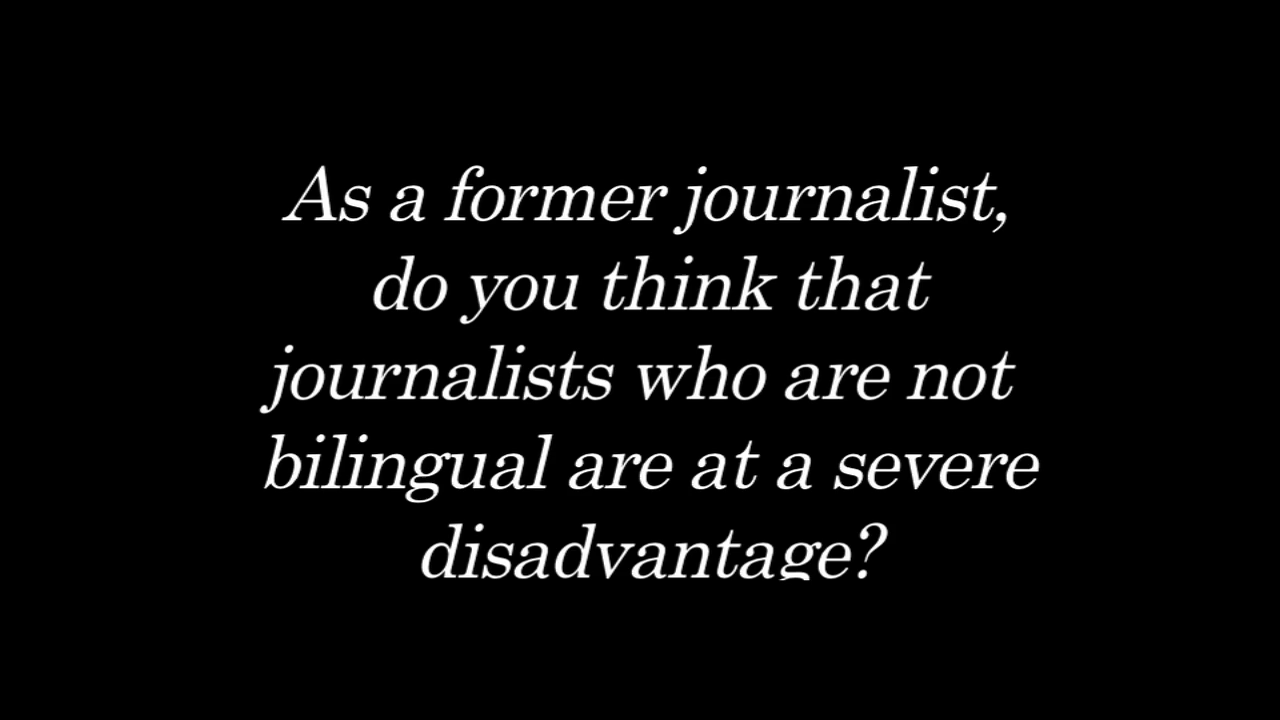 As a former journalist,
do you think that
journalists who are not
bilingual are at a severe
disadvantage?